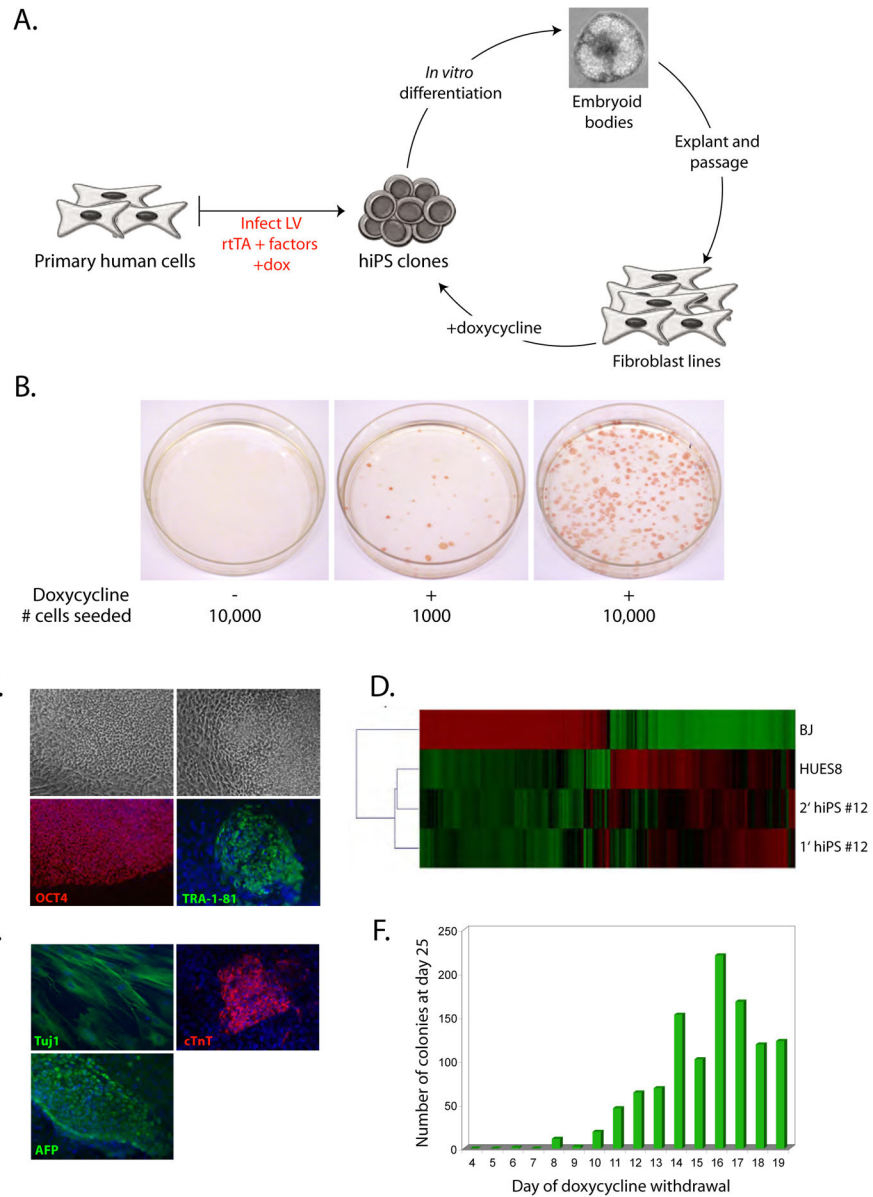 A.
In vitro
differentiation
Embryoid
bodies
Explant and
passage
Infect LV
rtTA + factors
+dox
Primary human cells
hiPS clones
+doxycycline
Fibroblast lines
B.
Doxycycline - + +
# cells seeded 10,000 1000 10,000
OCT4
TRA-1-81
D.
BJ
HUES8
2' hiPS #12
1' hiPS #12
Tuj1
cTnT
AFP
F.
Number of colonies at day 25
250
200
150
100
50
0
4 5 6 7 8 9 10 11 12 13 14 15 16 17 18 19
Day of doxycycline withdrawal